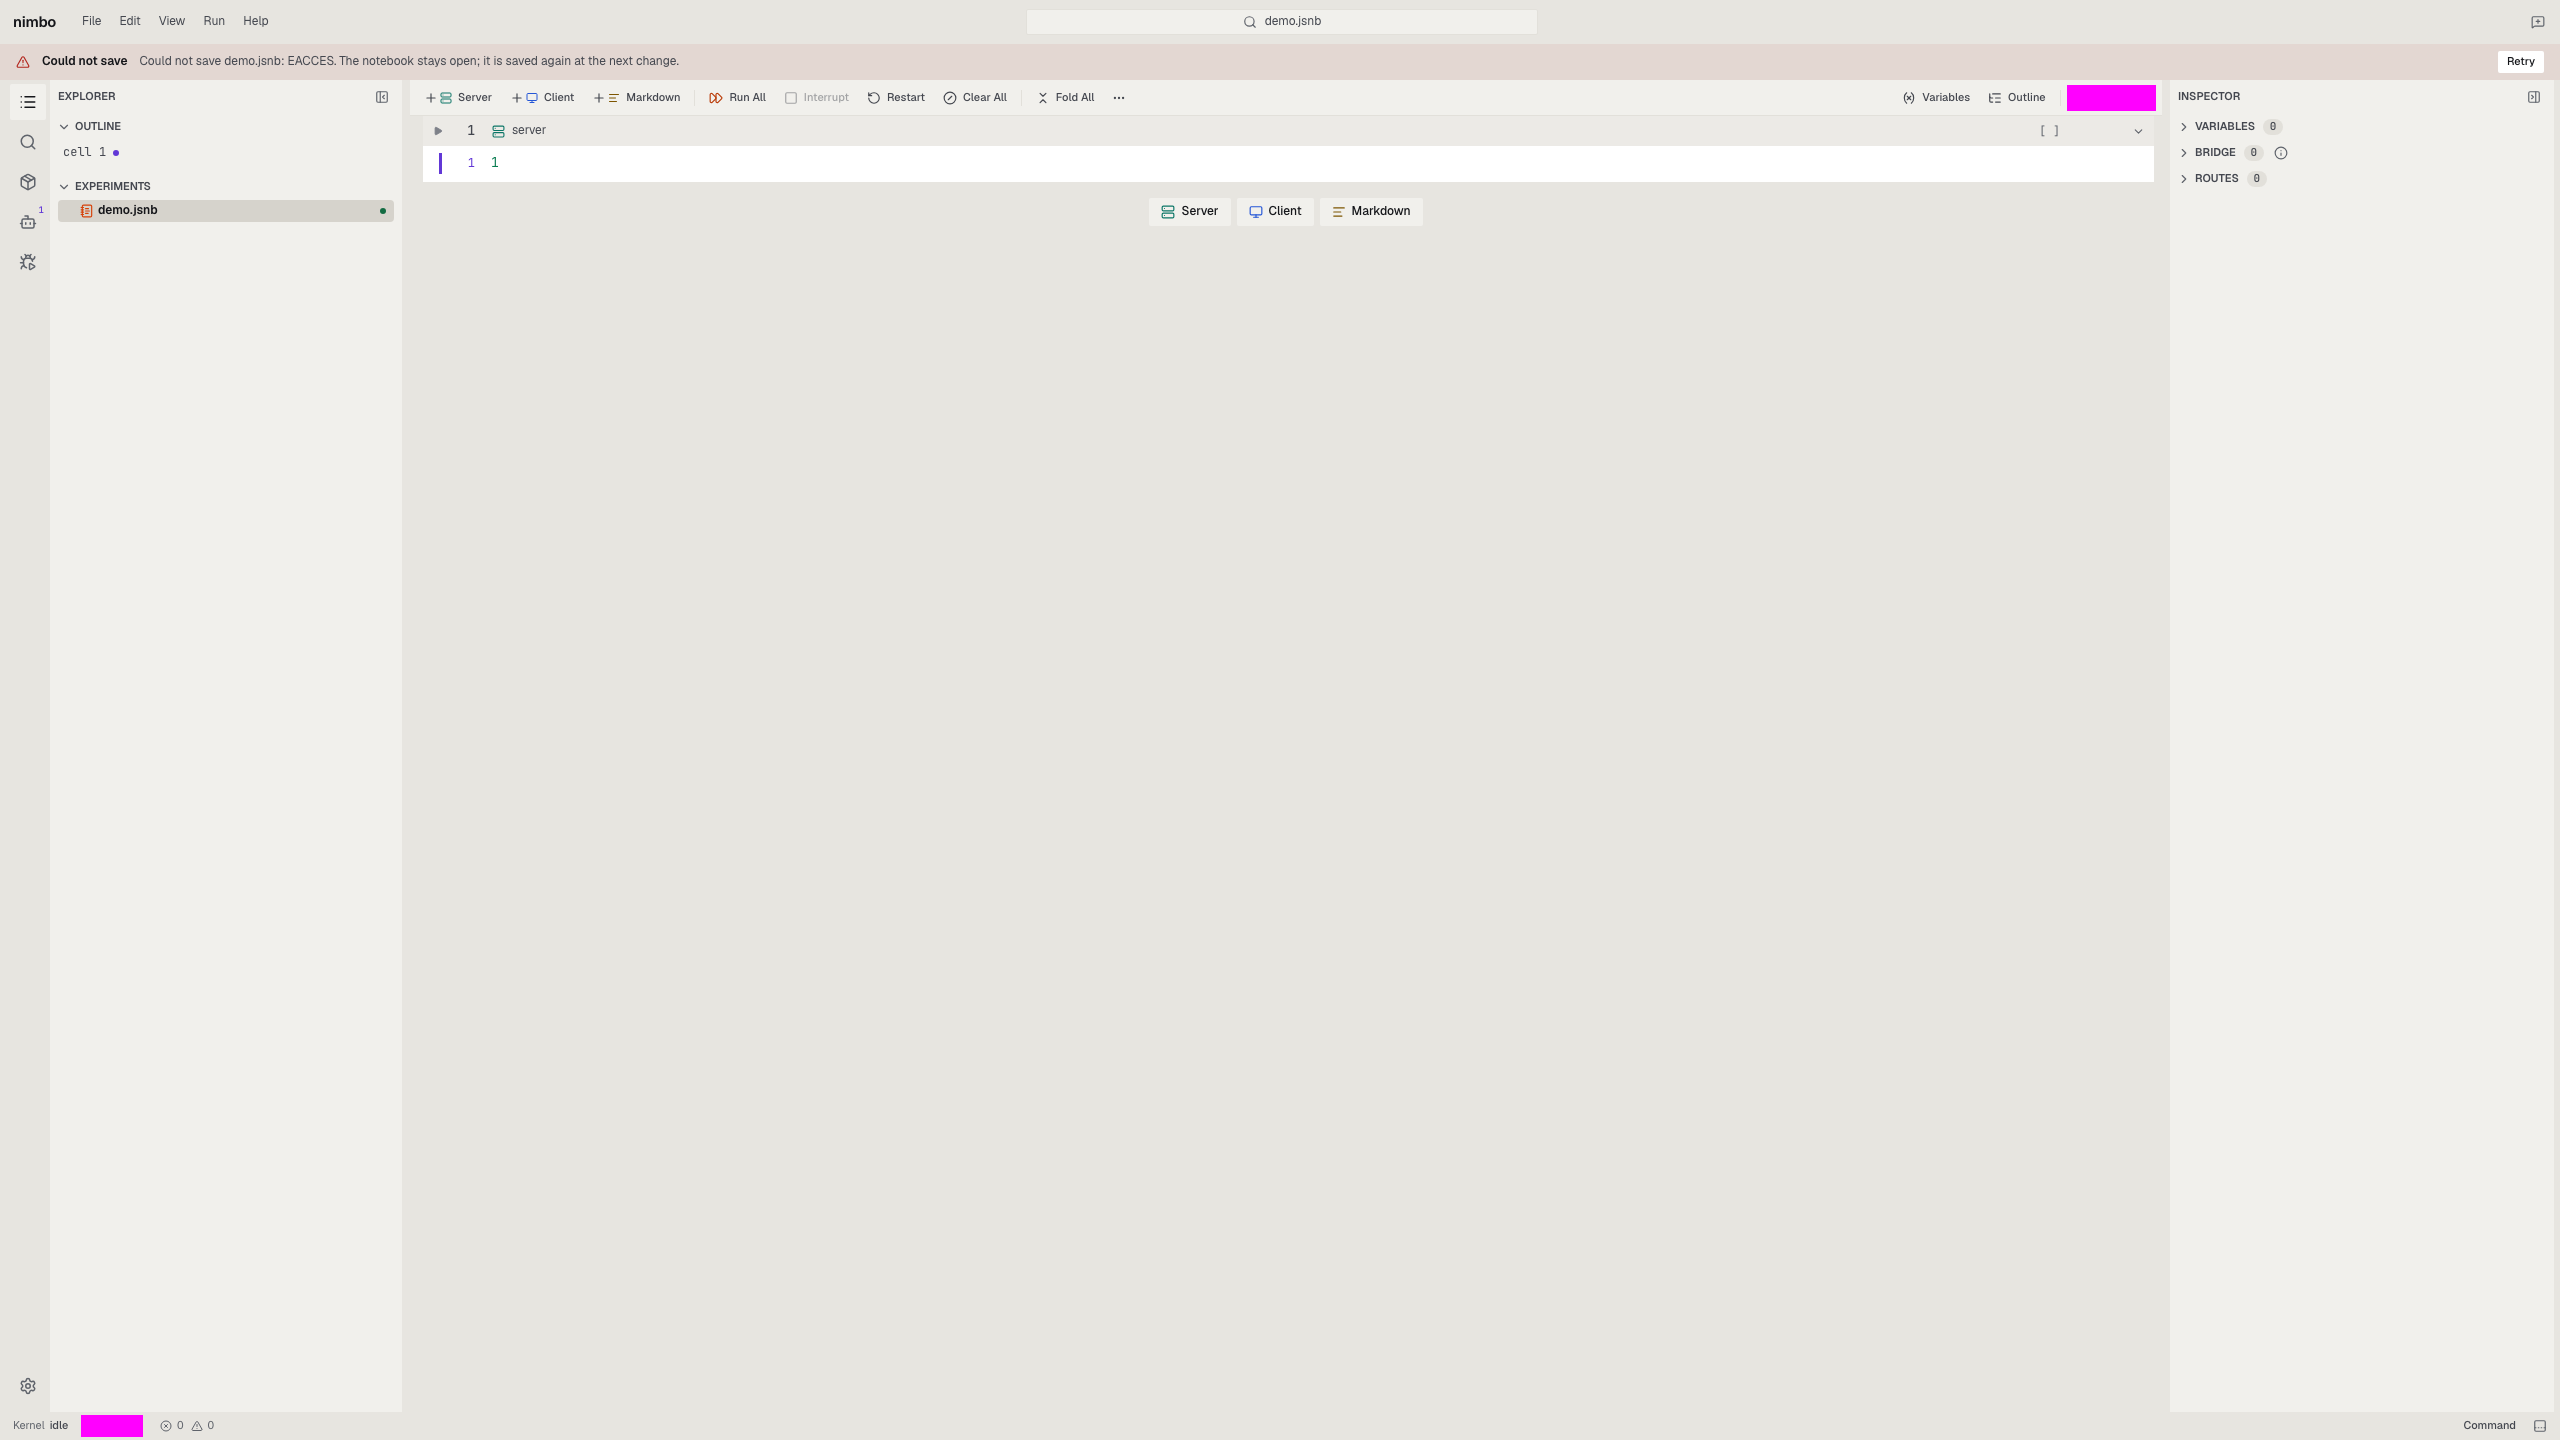 nimbo File Edit View Run Help demo.jsnb
Could not save Could not save demo.jsnb: EACCES. The notebook stays open; it is saved again at the next change. Retry
EXPLORER
OUTLINE
cell 1
EXPERIMENTS
demo.jsnb
1
Server Client Markdown Run All Interrupt Restart Clear All Fold All ... Variables Outline
1 server [ ]
1 1
Server Client Markdown
INSPECTOR
VARIABLES 0
BRIDGE 0
ROUTES 0
Kernel idle 0 0 Command